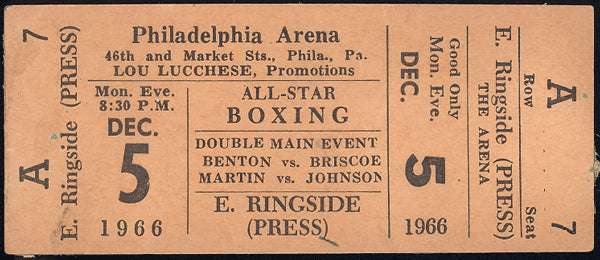 7
E. Ringside (PRESS)
A
Philadelphia Arena
46th and Market Sts., Phila., Pa.
LOU LUCCHESE, Promotions
Mon. Eve.
8:30 P.M.
DEC.
5
1966
ALL-STAR
BOXING
DOUBLE MAIN EVENT
BENTON vs. BRISCOE
MARTIN vs. JOHNSON
E. RINGSIDE
(PRESS)
Good Only
Mon. Eve.
DEC.
5
1966
E. Ringside (PRESS)
THE ARENA
Row
Seat
A
7